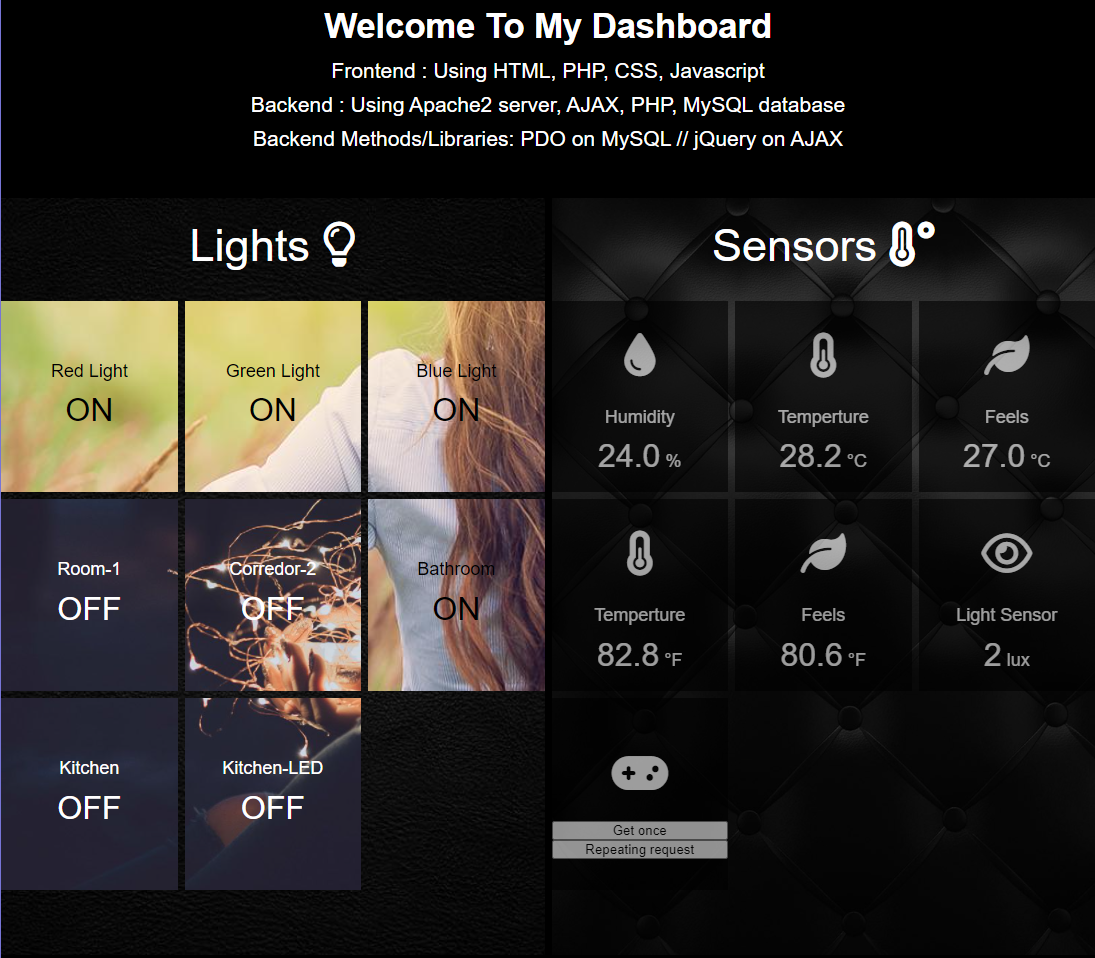 Welcome To My Dashboard
Frontend : Using HTML, PHP, CSS, Javascript
Backend : Using Apache2 server, AJAX, PHP, MySQL database
Backend Methods/Libraries: PDO on MySQL // jQuery on AJAX
Lights
Red Light
ON
Green Light
ON
Blue Light
ON
Room-1
OFF
Corredor-2
OFF
Bathroom
ON
Kitchen
OFF
Kitchen-LED
OFF
Sensors
Humidity
24.0 %
Temperture
28.2 °C
Feels
27.0 °C
Temperture
82.8 °F
Feels
80.6 °F
Light Sensor
2 lux
Get once
Repeating request